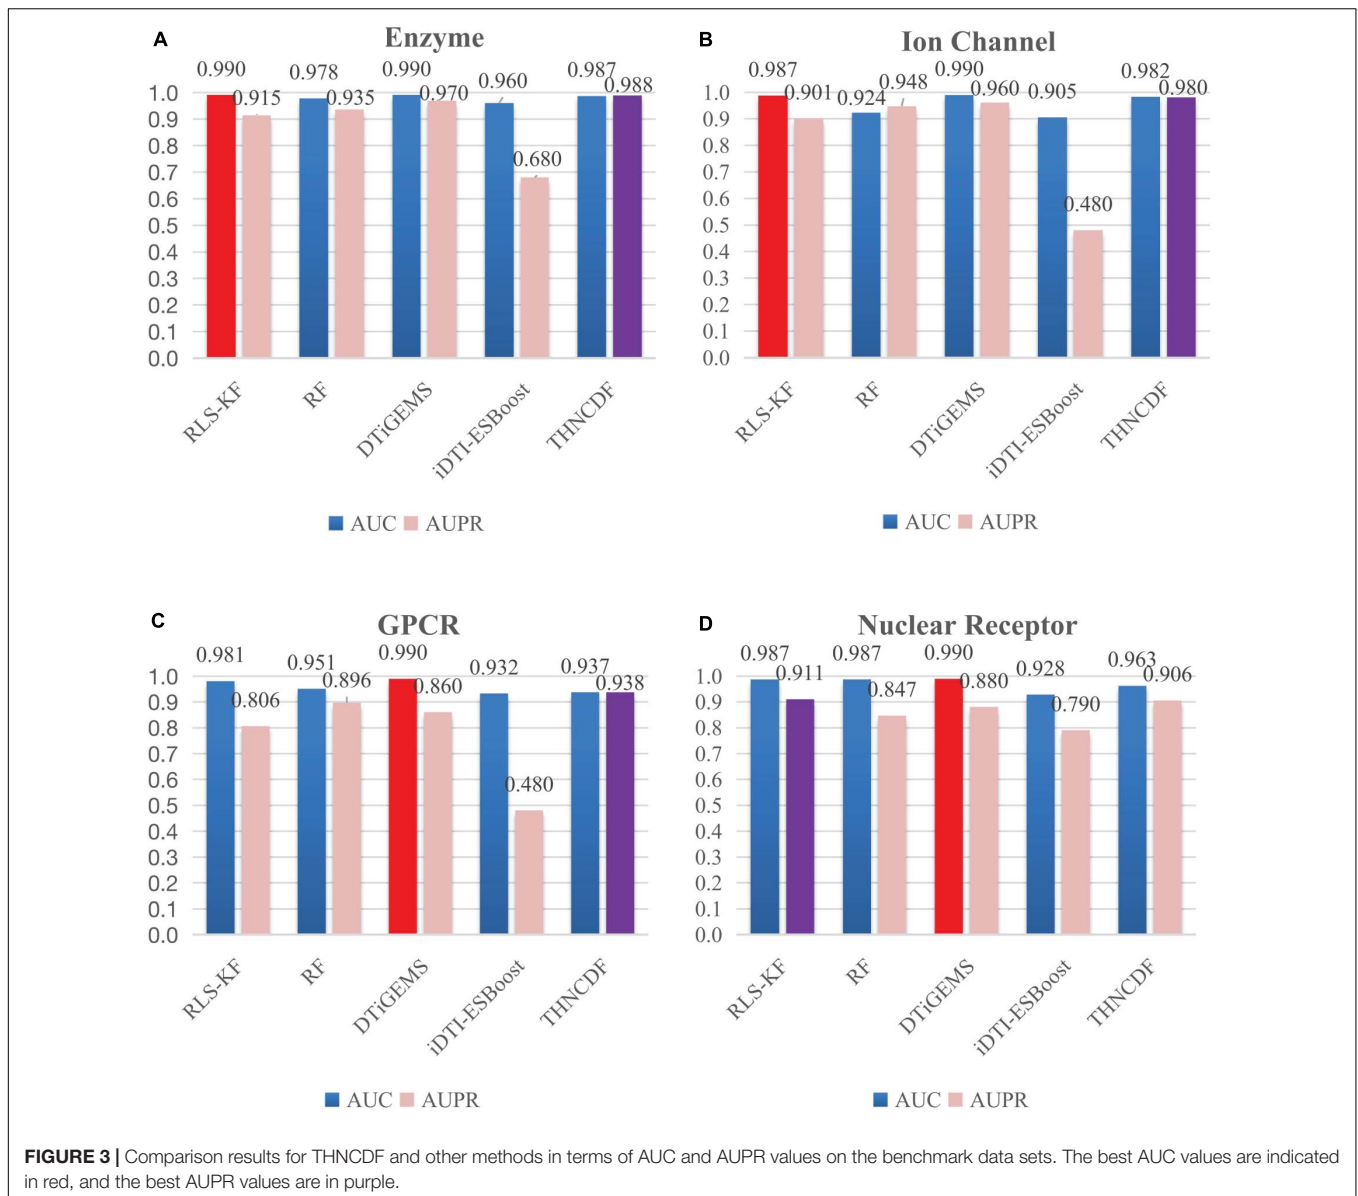 A
Enzyme
0.990 0.978 0.990 0.960 0.987
0.915 0.935 0.970 0.680 0.988
1.0
0.9
0.8
0.7
0.6
0.5
0.4
0.3
0.2
0.1
0.0
RLS-KF RF DTiGEMS iDTI-ESBoost THNCDF
AUC AUPR
B
Ion Channel
0.987 0.924 0.990 0.905 0.982
0.901 0.948 0.960 0.480 0.980
1.0
0.9
0.8
0.7
0.6
0.5
0.4
0.3
0.2
0.1
0.0
RLS-KF RF DTiGEMS iDTI-ESBoost THNCDF
AUC AUPR
C
GPCR
0.981 0.951 0.990 0.932 0.937
0.806 0.896 0.860 0.480 0.938
1.0
0.9
0.8
0.7
0.6
0.5
0.4
0.3
0.2
0.1
0.0
RLS-KF RF DTiGEMS iDTI-ESBoost THNCDF
AUC AUPR
D
Nuclear Receptor
0.987 0.987 0.990 0.928 0.963
0.911 0.847 0.880 0.790 0.906
1.0
0.9
0.8
0.7
0.6
0.5
0.4
0.3
0.2
0.1
0.0
RLS-KF RF DTiGEMS iDTI-ESBoost THNCDF
AUC AUPR
FIGURE 3 | Comparison results for THNCDF and other methods in terms of AUC and AUPR values on the benchmark data sets. The best AUC values are indicated
in red, and the best AUPR values are in purple.